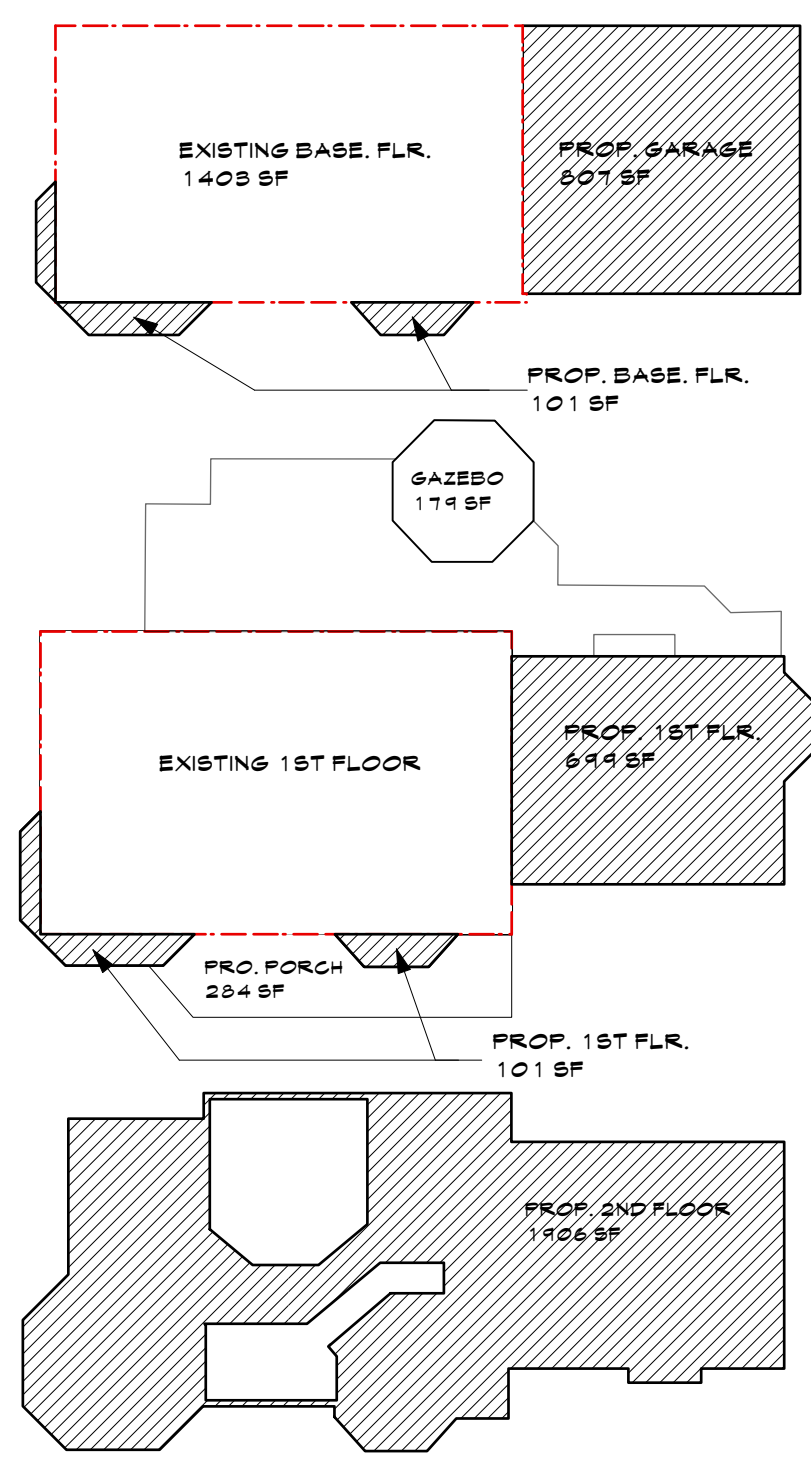 EXISTING BASE. FLR.
1403 SF
PROP. GARAGE
807 SF
PROP. BASE. FLR.
101 SF
GAZEBO
179 SF
PROP. 1ST FLR.
699 SF
EXISTING 1ST FLOOR
PRO. PORCH
284 SF
PROP. 1ST FLR.
101 SF
PROP. 2ND FLOOR
1906 SF